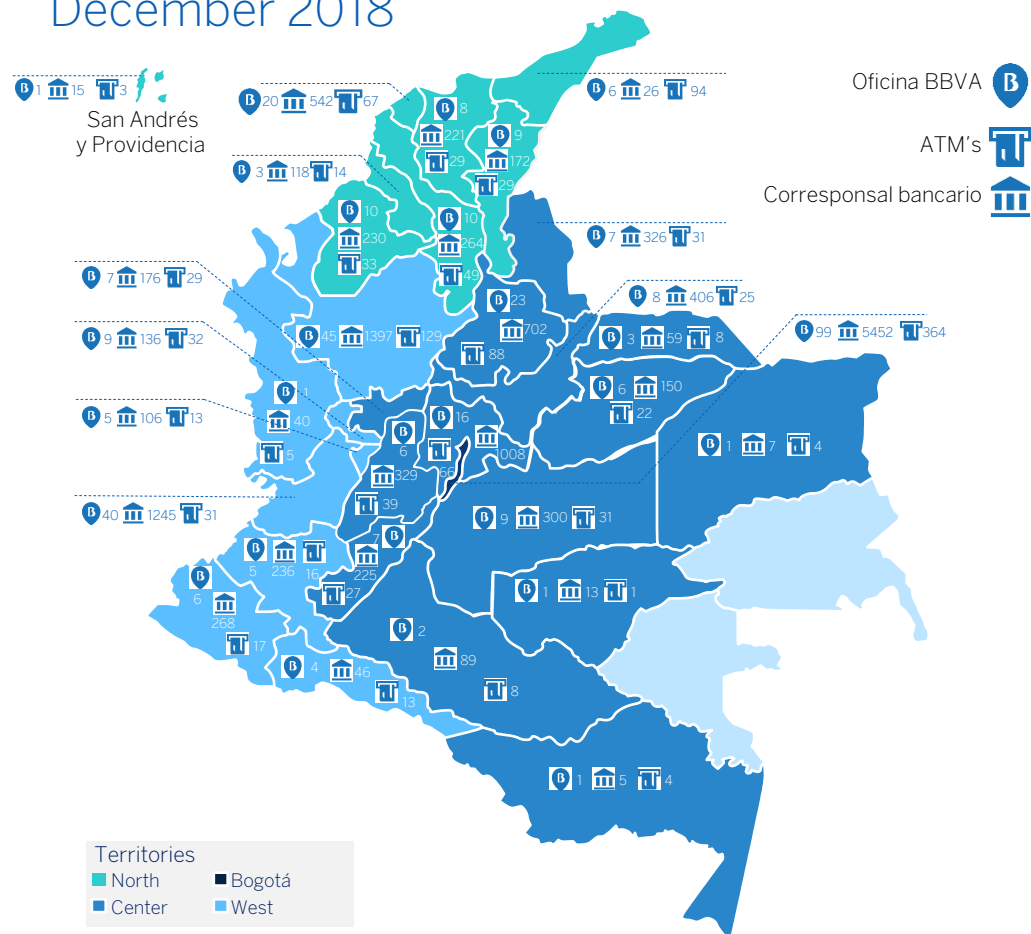 December 2018
1 15 3
San Andrés
y Providencia
20 542 67
6 26 94
Oficina BBVA
ATM's
Corresponsal bancario
8
221
29
9
172
29
3 118 14
10
230
33
10
264
49
7 326 31
7 176 29
8 406 25
23
702
88
9 136 32
45 1397 129
3 59 8
99 5452 364
6 150
22
1
40
5
5 106 13
16
1008
66
6
329
39
1 7 4
40 1245 31
9 300 31
7
225
27
5
236
16
6
268
17
1 13 1
2
89
8
4 46
13
1 5 4
Territories
North
Bogotá
Center
West